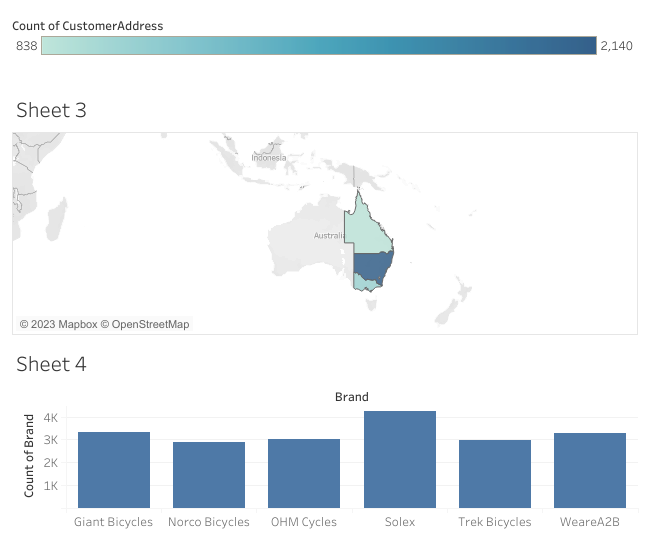 Count of CustomerAddress
838 2,140
Sheet 3
Indonesia
Australia
© 2023 Mapbox © OpenStreetMap
Sheet 4
Brand
Count of Brand
4K
3K
2K
1K
Giant Bicycles Norco Bicycles OHM Cycles Solex Trek Bicycles WeareA2B